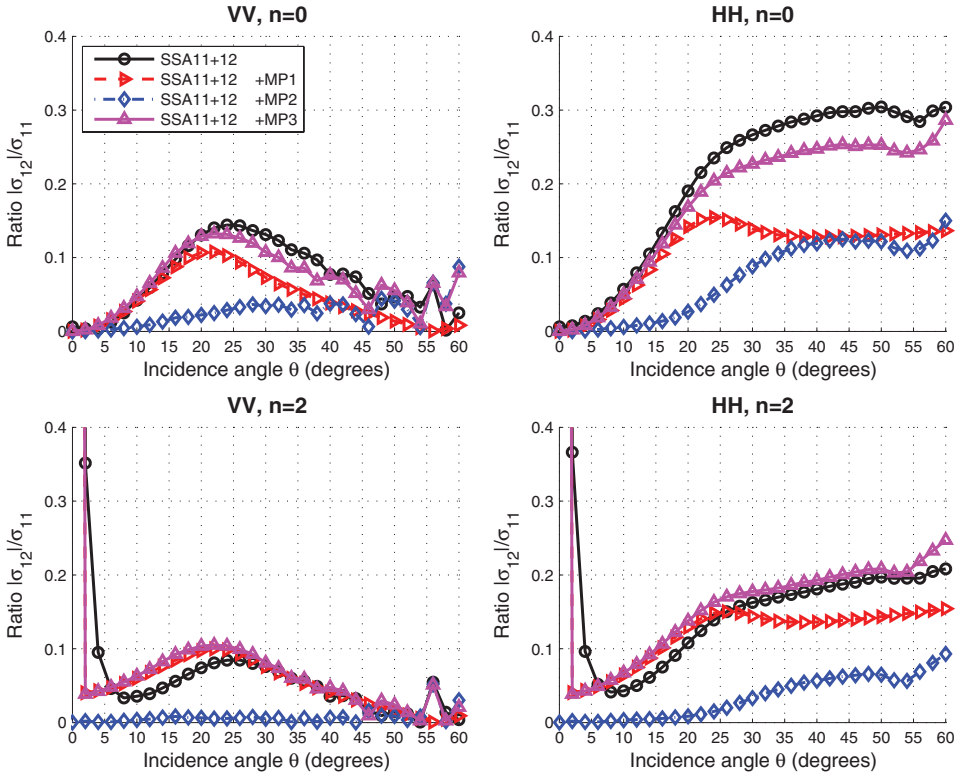 VV, n=0
0.4
0.3
0.2
0.1
0
Ratio |σ12|/σ11
SSA11+12
SSA11+12 +MP1
SSA11+12 +MP2
SSA11+12 +MP3
0 5 10 15 20 25 30 35 40 45 50 55 60
Incidence angle θ (degrees)
HH, n=0
0.4
0.3
0.2
0.1
0
Ratio |σ12|/σ11
0 5 10 15 20 25 30 35 40 45 50 55 60
Incidence angle θ (degrees)
VV, n=2
0.4
0.3
0.2
0.1
0
Ratio |σ12|/σ11
0 5 10 15 20 25 30 35 40 45 50 55 60
Incidence angle θ (degrees)
HH, n=2
0.4
0.3
0.2
0.1
0
Ratio |σ12|/σ11
0 5 10 15 20 25 30 35 40 45 50 55 60
Incidence angle θ (degrees)